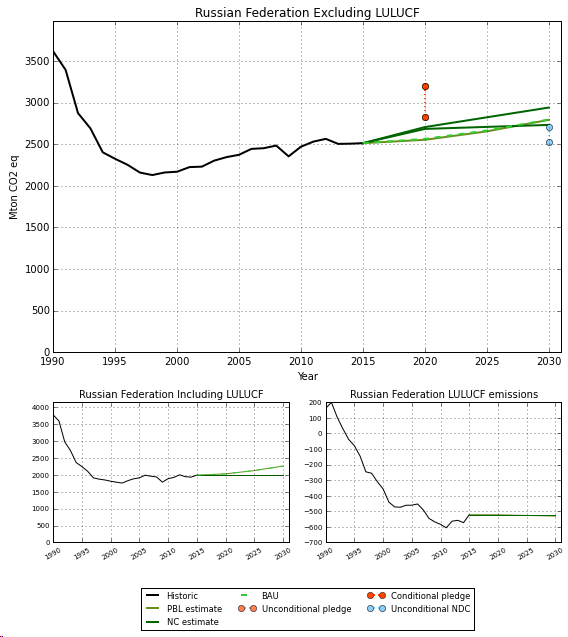 Russian Federation Excluding LULUCF
3500
3000
2500
2000
1500
1000
500
0
Mton CO2 eq
1990 1995 2000 2005 2010 2015 2020 2025 2030
Year
Russian Federation Including LULUCF
4000
3500
3000
2500
2000
1500
1000
500
0
1990 1995 2000 2005 2010 2015 2020 2025 2030
Russian Federation LULUCF emissions
200
100
0
−100
−200
−300
−400
−500
−600
−700
1990 1995 2000 2005 2010 2015 2020 2025 2030
Historic
PBL estimate
NC estimate
BAU
Unconditional pledge
Conditional pledge
Unconditional NDC